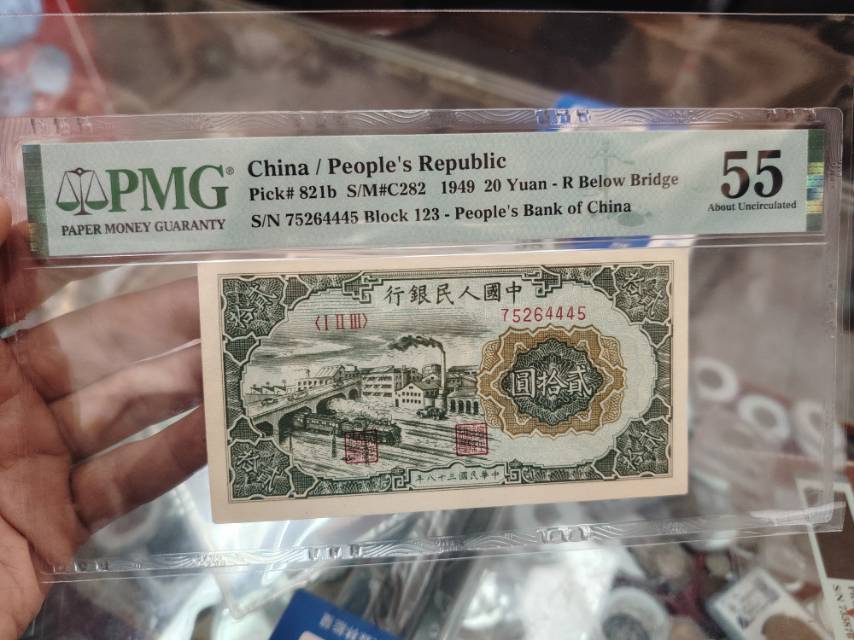 PMG®
PAPER MONEY GUARANTY
China / People's Republic
Pick# 821b S/M#C282 1949 20 Yuan - R Below Bridge
S/N 75264445 Block 123 - People's Bank of China
55
About Uncirculated
行銀民人國中
〈I II III〉
75264445
圓拾貳
年八十三國民華中